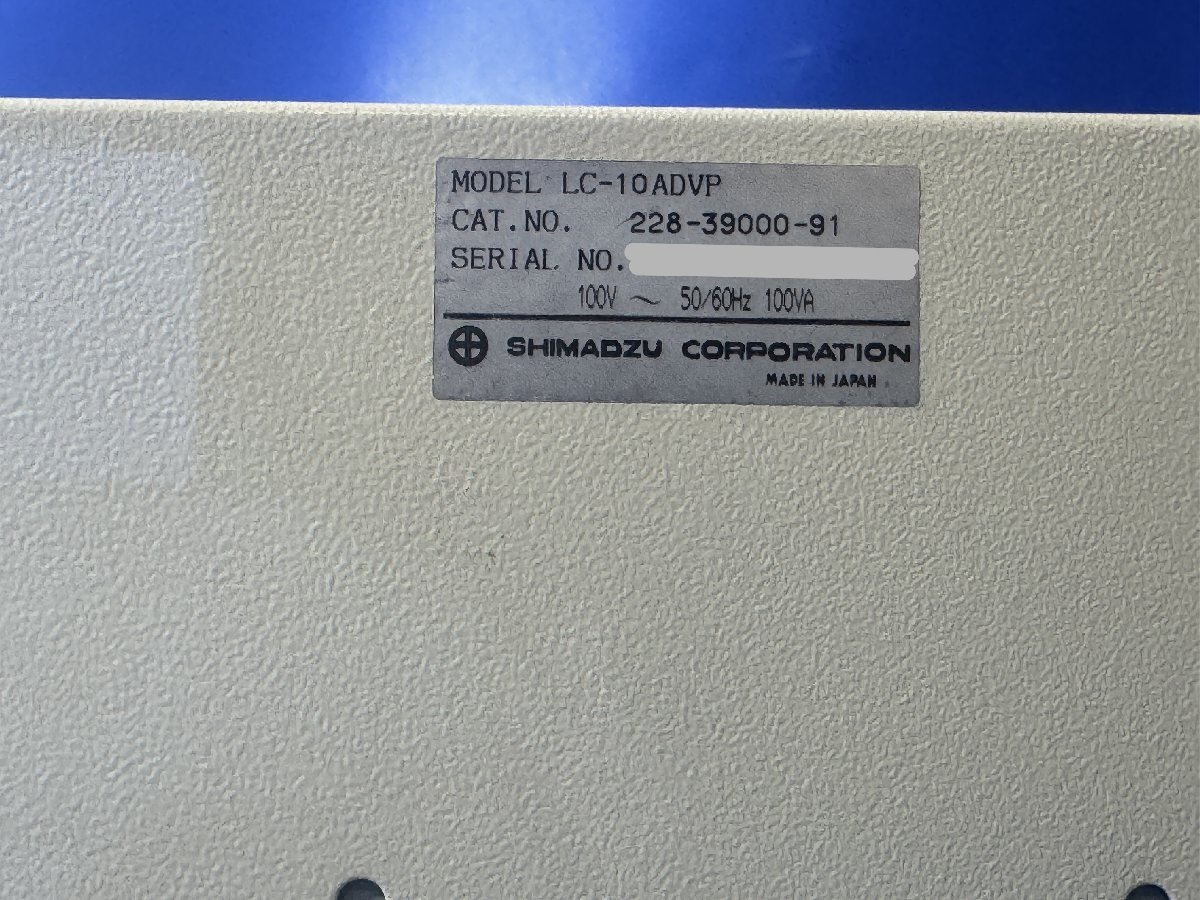 MODEL LC-10ADVP
CAT.NO. 228-39000-91
SERIAL NO.
100V ～ 50/60Hz 100VA
SHIMADZU CORPORATION
MADE IN JAPAN